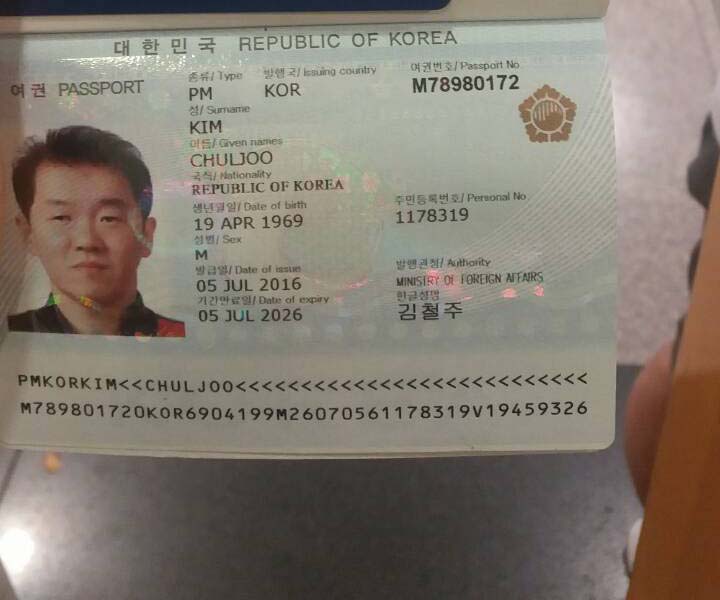 대한민국 REPUBLIC OF KOREA
여권 PASSPORT
종류/ Type 발행국/ Issuing country 여권번호/ Passport No
PM KOR M78980172
성/ Surname
KIM
이름/ Given names
CHULJOO
국적/ Nationality
REPUBLIC OF KOREA
생년월일/ Date of birth 주민등록번호/ Personal No
19 APR 1969 1178319
성별/ Sex
M
발급일/ Date of issue 발행관청/ Authority
05 JUL 2016 MINISTRY OF FOREIGN AFFAIRS
기간만료일/ Date of expiry 한글성명
05 JUL 2026 김철주
PMKORKIM<<CHULJOO<<<<<<<<<<<<<<<<<<<<<<<<<<<
M789801720KOR6904199M26070561178319V19459326